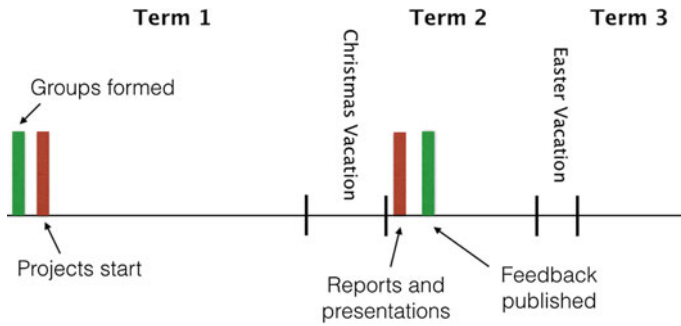 Term 1
Term 2
Term 3
Christmas Vacation
Easter Vacation
Groups formed
Projects start
Reports and
presentations
Feedback
published